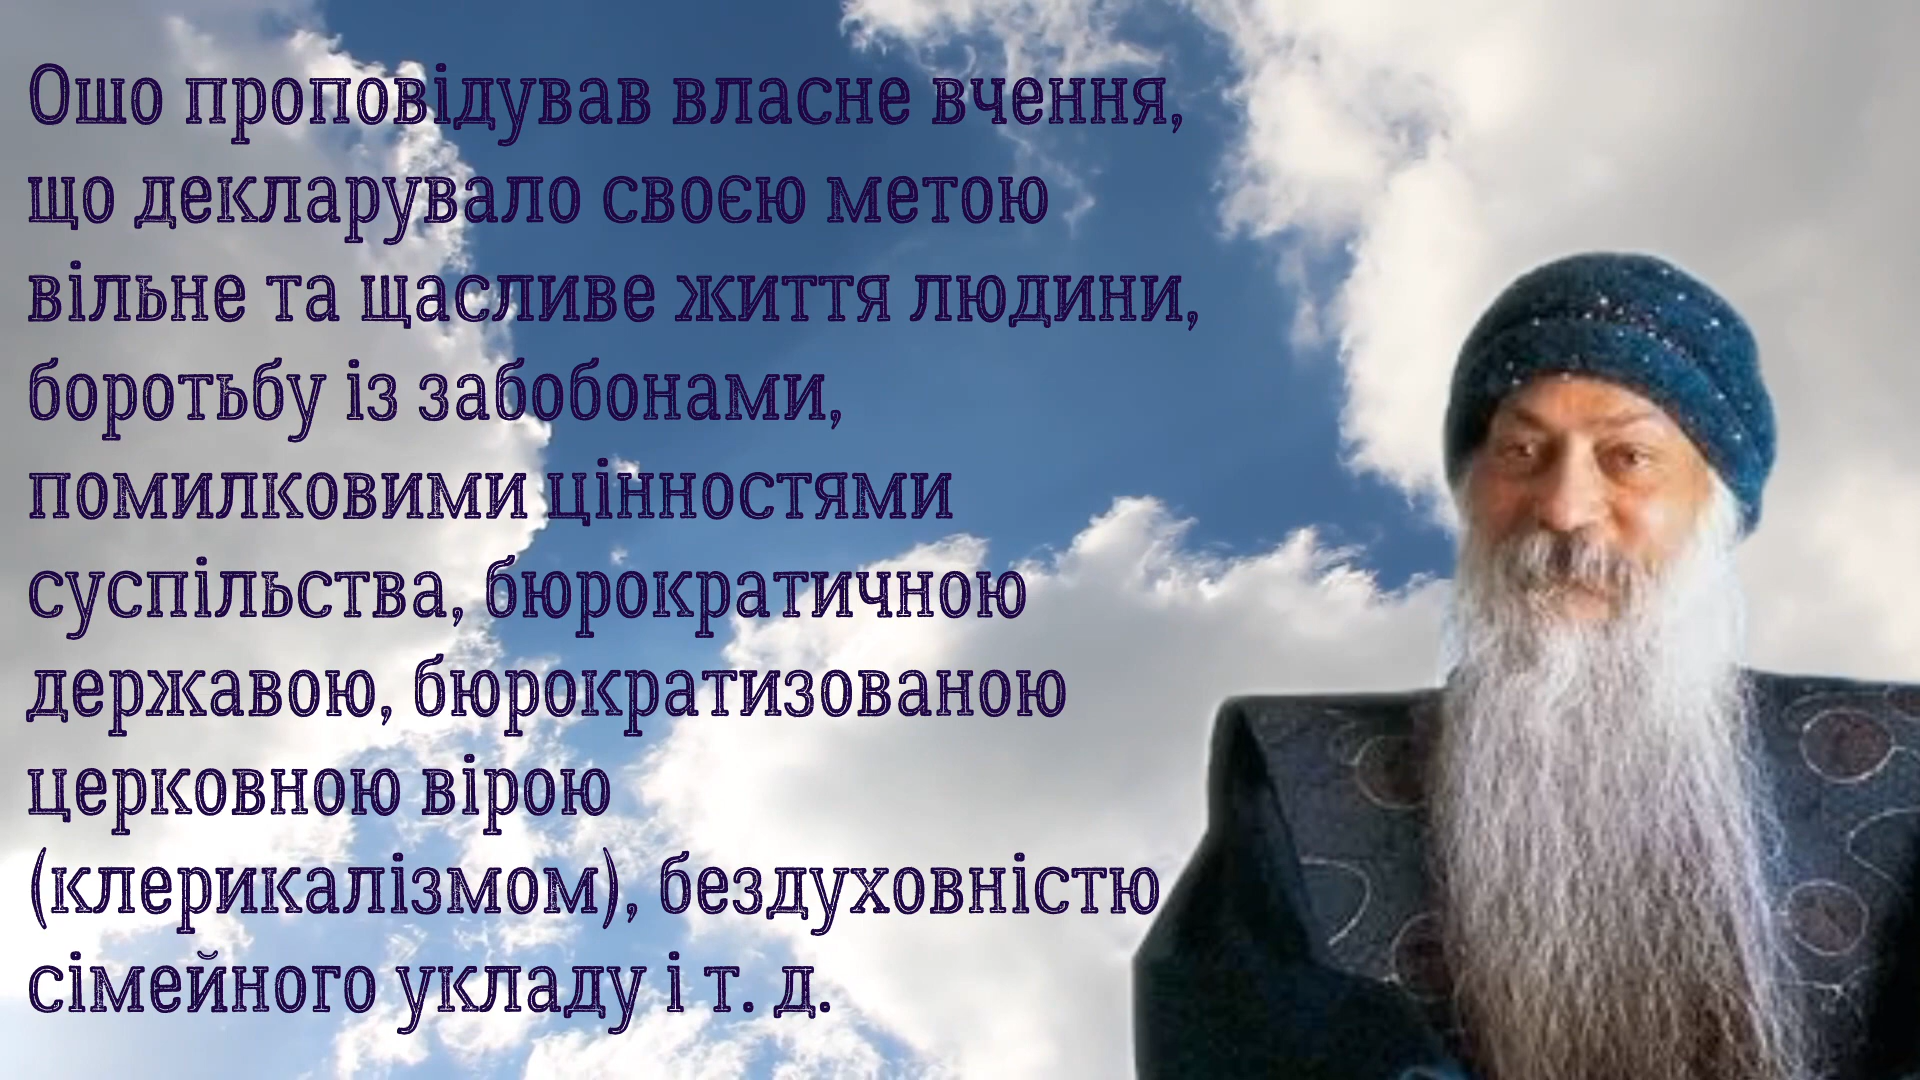 Ошо проповідував власне вчення,
що декларувало своєю метою
вільне та щасливе життя людини,
боротьбу із забобонами,
помилковими цінностями
суспільства, бюрократичною
державою, бюрократизованою
церковною вірою
(клерикалізмом), бездуховністю
сімейного укладу і т. д.